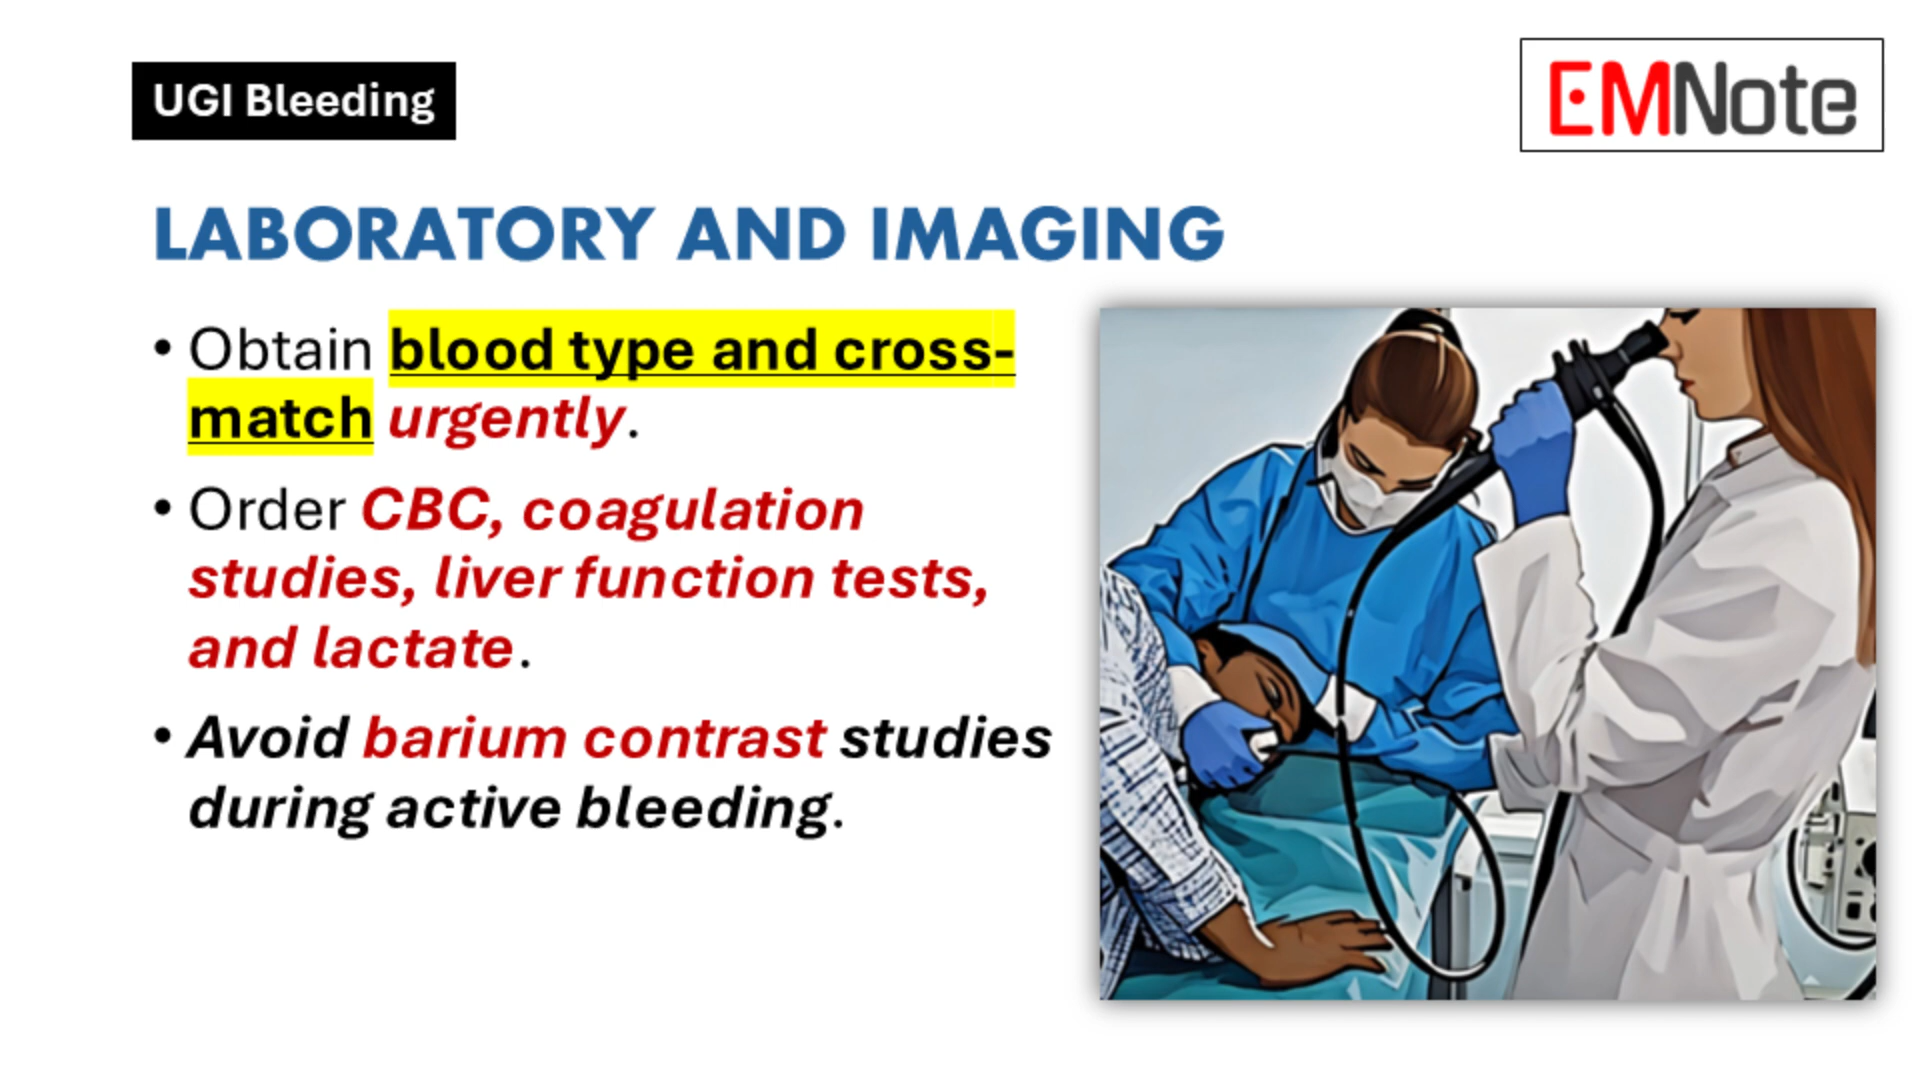 UGI Bleeding
EMNote
LABORATORY AND IMAGING
• Obtain blood type and cross-
match urgently.
• Order CBC, coagulation
studies, liver function tests,
and lactate.
• Avoid barium contrast studies
during active bleeding.